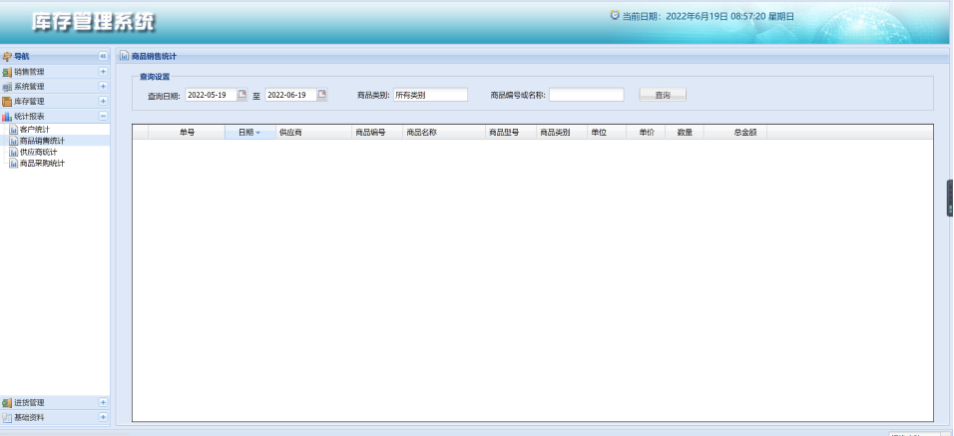 库存管理系统
当前日期: 2022年6月19日 08:57:20 星期日
导航
商品销售统计
销售管理
系统管理
库存管理
统计报表
客户统计
商品销售统计
供应商统计
商品采购统计
进货管理
基础资料
查询设置
查询日期: 2022-05-19 至 2022-06-19 商品类别: 所有类别 商品编号或名称: 查询
单号 日期 供应商 商品编号 商品名称 商品型号 商品类别 单位 单价 数量 总金额